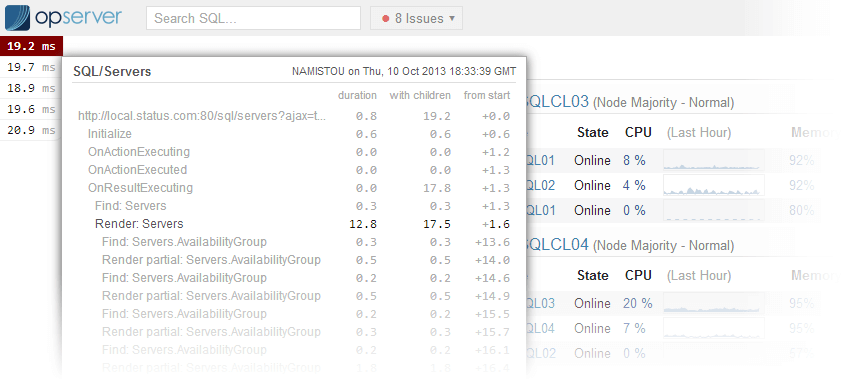 opserver Search SQL... 8 Issues ▾
19.2 ms
19.7 ms
18.9 ms
19.6 ms
20.9 ms
SQL/Servers NAMISTOU on Thu, 10 Oct 2013 18:33:39 GMT
duration with children from start
http://local.status.com:80/sql/servers?ajax=t... 0.8 19.2 +0.0
Initialize 0.6 0.6 +0.6
OnActionExecuting 0.0 0.0 +1.2
OnActionExecuted 0.0 0.0 +1.3
OnResultExecuting 0.0 17.8 +1.3
Find: Servers 0.3 0.3 +1.3
Render: Servers 12.8 17.5 +1.6
Find: Servers.AvailabilityGroup 0.3 0.3 +13.6
Render partial: Servers.AvailabilityGroup 0.5 0.5 +14.0
Find: Servers.AvailabilityGroup 0.2 0.2 +14.6
Render partial: Servers.AvailabilityGroup 0.5 0.5 +14.9
Find: Servers.AvailabilityGroup 0.2 0.2 +15.5
Render partial: Servers.AvailabilityGroup 0.3 0.3 +15.7
Find: Servers.AvailabilityGroup 0.2 0.2 +16.1
Render partial: Servers.AvailabilityGroup
SQLCL03 (Node Majority - Normal)
State CPU (Last Hour) Memo
QL01 Online 8 % 92%
QL02 Online 4 % 92%
QL01 Online 0 % 80%
SQLCL04 (Node Majority - Normal)
State CPU (Last Hour) Memo
QL03 Online 20 % 95%
QL04 Online 7 % 95%
QL02 Online 0 % 57%